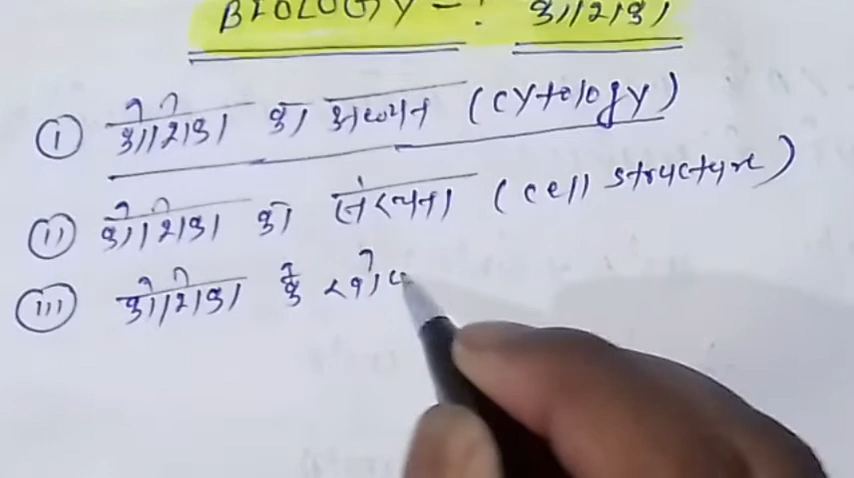 BIOLOGY - : कोशिका
(i) कोशिका का अध्ययन (Cytology)
(ii) कोशिका की संरचना (Cell structure)
(iii) कोशिका के खोज